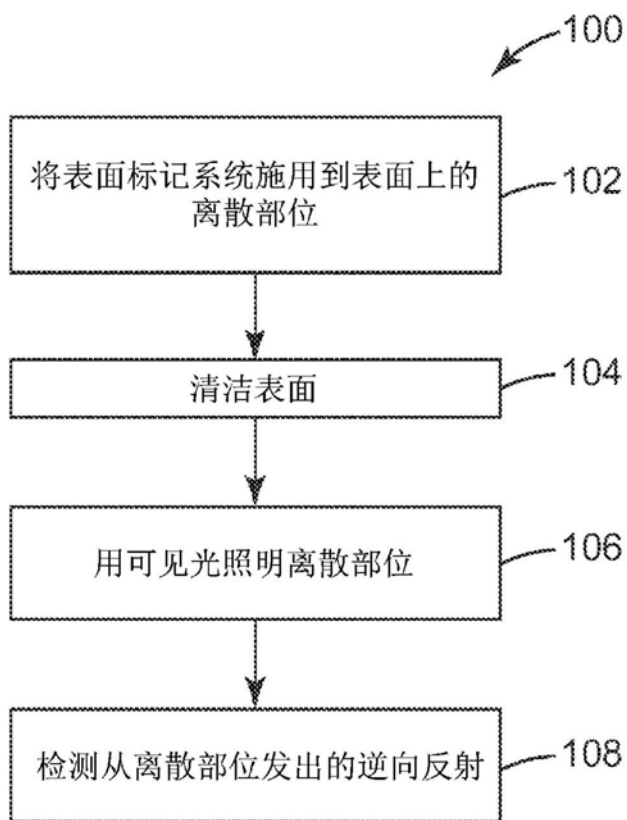 100
将表面标记系统施用到表面上的
离散部位
102
清洁表面
104
用可见光照明离散部位
106
检测从离散部位发出的逆向反射
108